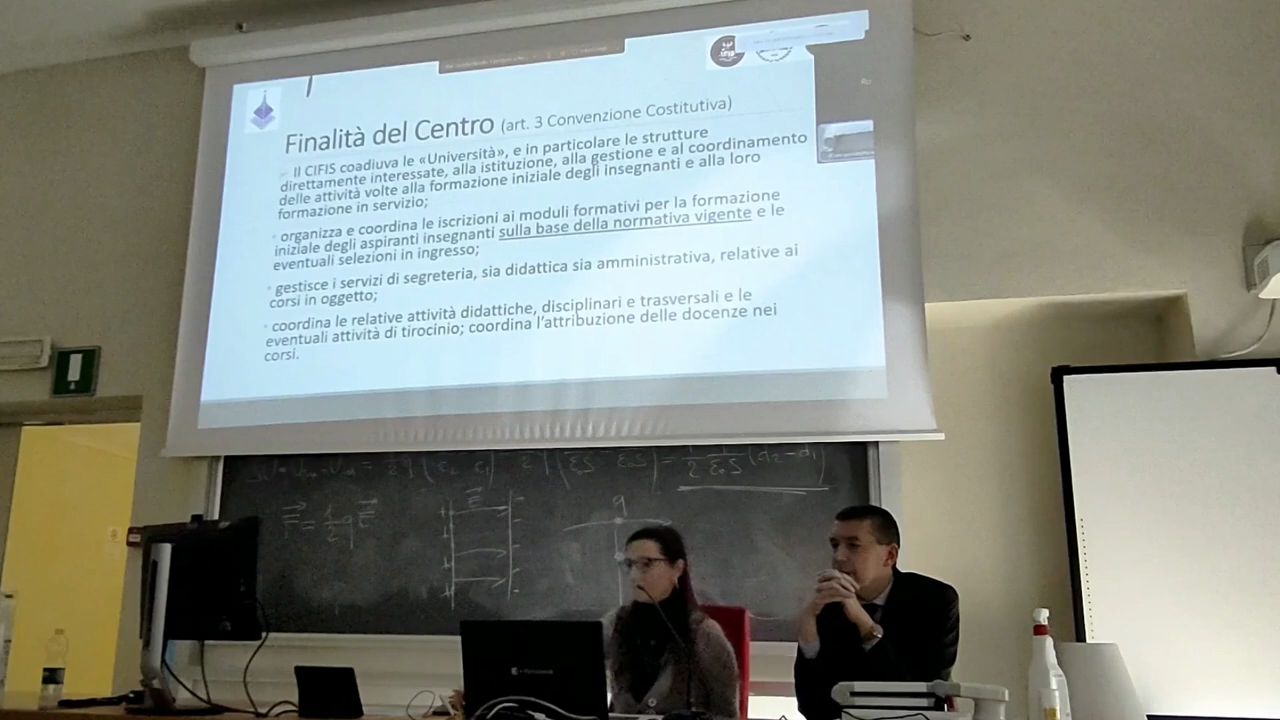 Finalità del Centro (art. 3 Convenzione Costitutiva)
Il CIFIS coadiuva le «Università», e in particolare le strutture
direttamente interessate, alla istituzione, alla gestione e al coordinamento
delle attività volte alla formazione iniziale degli insegnanti e alla loro
formazione in servizio;
organizza e coordina le iscrizioni ai moduli formativi per la formazione
iniziale degli aspiranti insegnanti sulla base della normativa vigente e le
eventuali selezioni in ingresso;
gestisce i servizi di segreteria, sia didattica sia amministrativa, relative ai
corsi in oggetto;
coordina le relative attività didattiche, disciplinari e trasversali e le
eventuali attività di tirocinio; coordina l'attribuzione delle docenze nei
corsi.